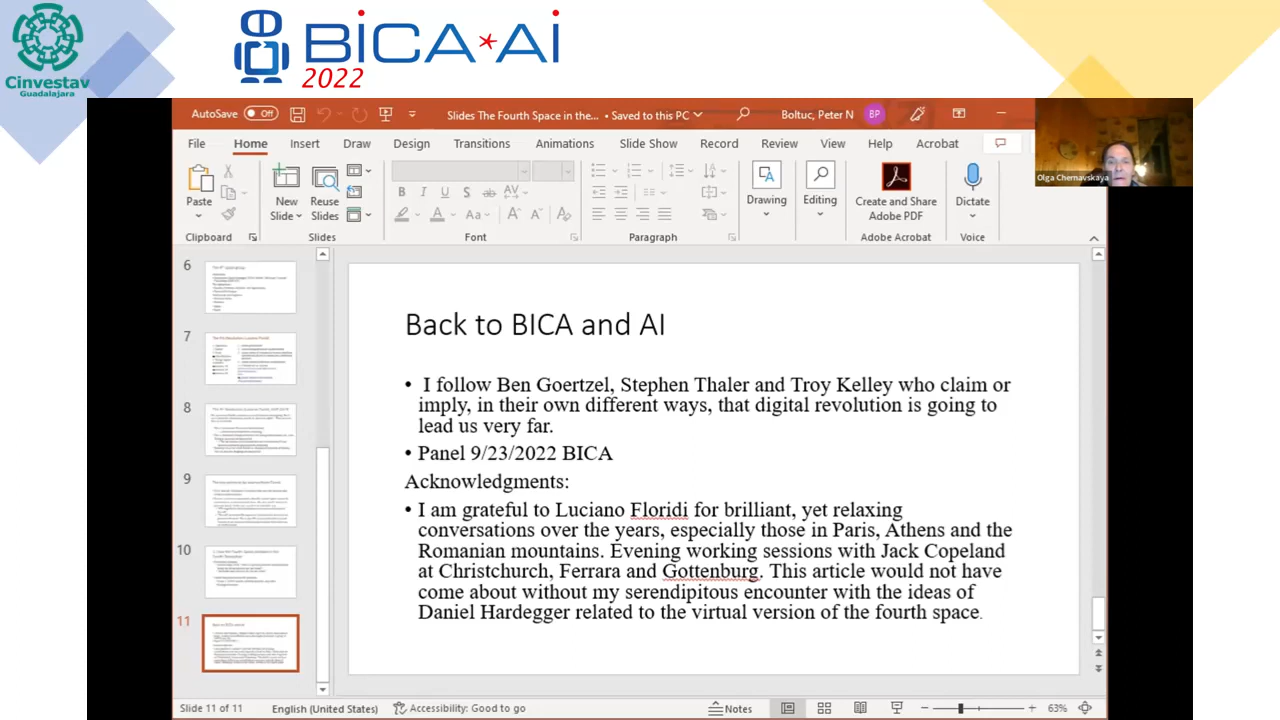 Cinvestav
Guadalajara
BiCA*Ai
2022
AutoSave Off
Slides The Fourth Space in the... • Saved to this PC
Boltuc, Peter N BP
Olga Chernavskaya
File Home Insert Draw Design Transitions Animations Slide Show Record Review View Help Acrobat
Paste
New
Slide
Reuse
Slides
Drawing
Editing
Create and Share
Adobe PDF
Dictate
B I U S ab AV
A Aa A A A
Clipboard Slides Font Paragraph Adobe Acrobat Voice
6
7
8
9
10
11
Back to BICA and AI
• I follow Ben Goertzel, Stephen Thaler and Troy Kelley who claim or
imply, in their own different ways, that digital revolution is going to
lead us very far.
• Panel 9/23/2022 BICA
Acknowledgments:
• I am grateful to Luciano Floridi for brilliant, yet relaxing
conversations over the years, especially those in Paris, Athens and the
Romanian mountains. Evening working sessions with Jack Copeland
at Christchurch, Ferrara and Gottenburg. This article would not have
come about without my serendipitous encounter with the ideas of
Daniel Hardegger related to the virtual version of the fourth space.
Slide 11 of 11 English (United States) Accessibility: Good to go Notes 63%